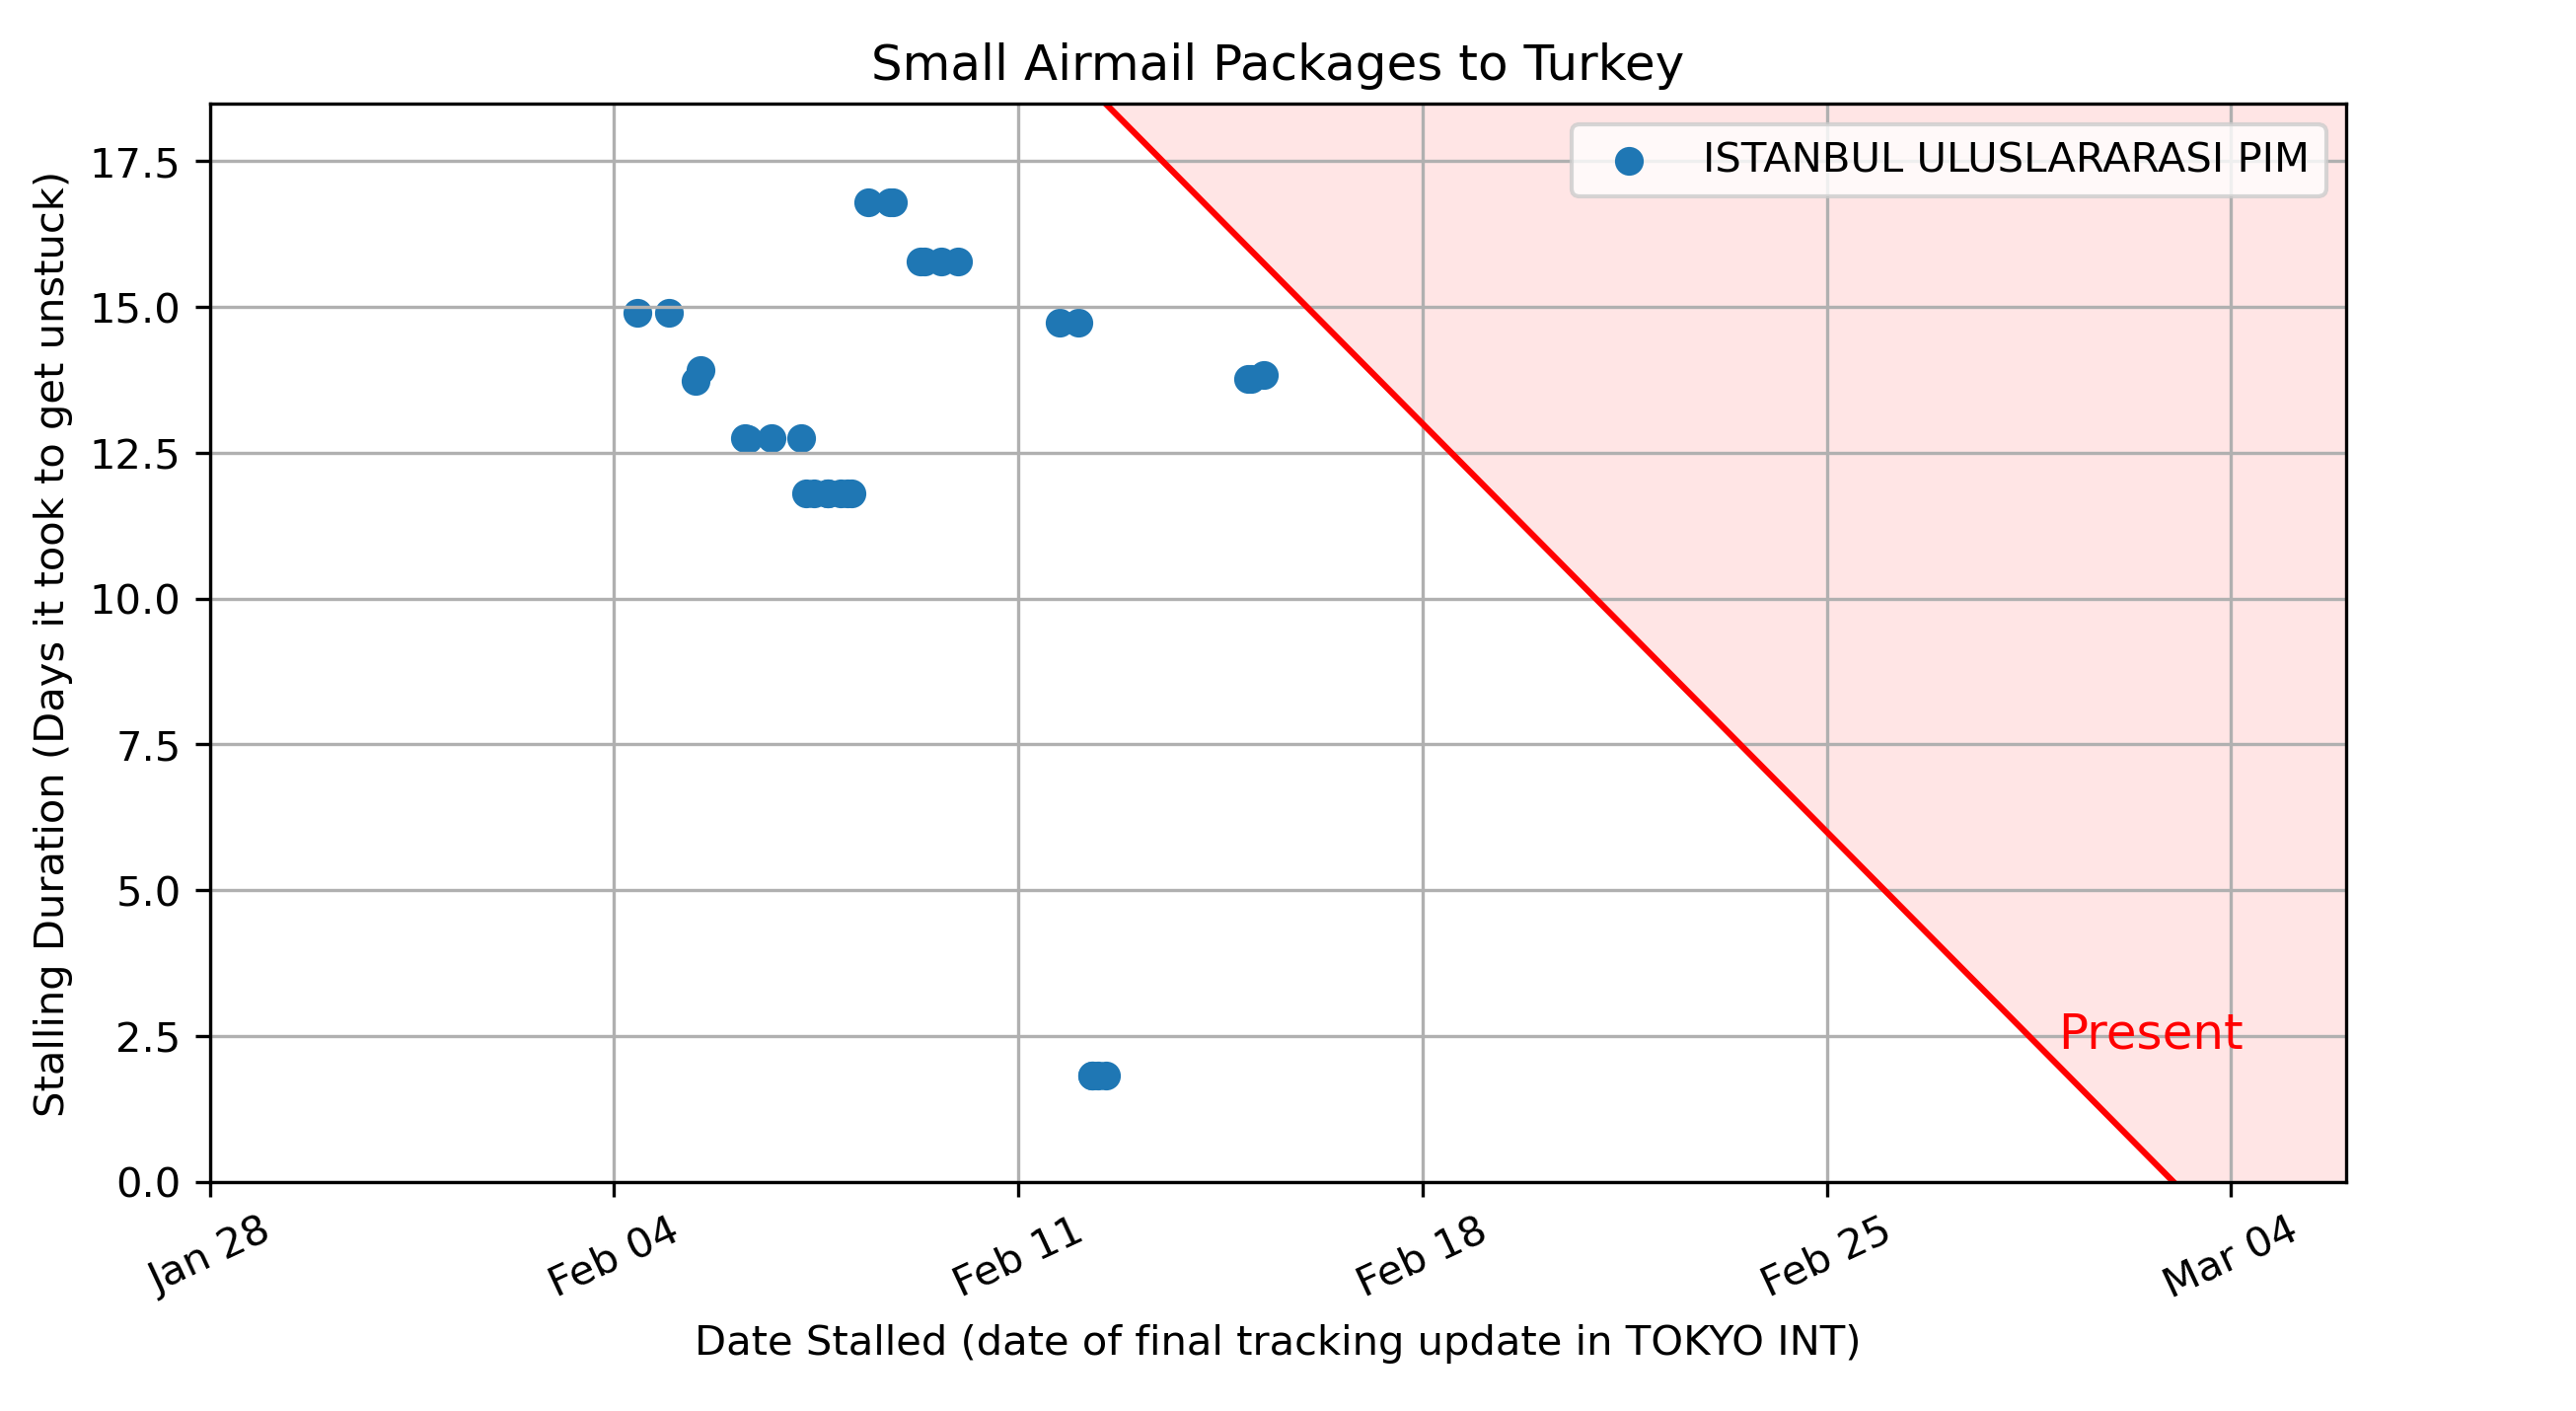 Small Airmail Packages to Turkey
ISTANBUL ULUSLARARASI PIM
Stalling Duration (Days it took to get unstuck)
17.5
15.0
12.5
10.0
7.5
5.0
2.5
0.0
Present
Jan 28
Feb 04
Feb 11
Feb 18
Feb 25
Mar 04
Date Stalled (date of final tracking update in TOKYO INT)